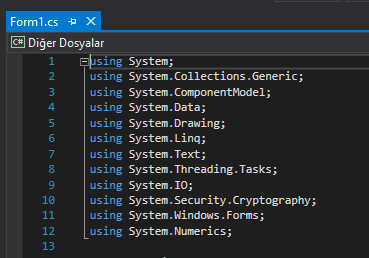 Form1.cs
C# Diğer Dosyalar
1 using System;
2 using System.Collections.Generic;
3 using System.ComponentModel;
4 using System.Data;
5 using System.Drawing;
6 using System.Linq;
7 using System.Text;
8 using System.Threading.Tasks;
9 using System.IO;
10 using System.Security.Cryptography;
11 using System.Windows.Forms;
12 using System.Numerics;
13